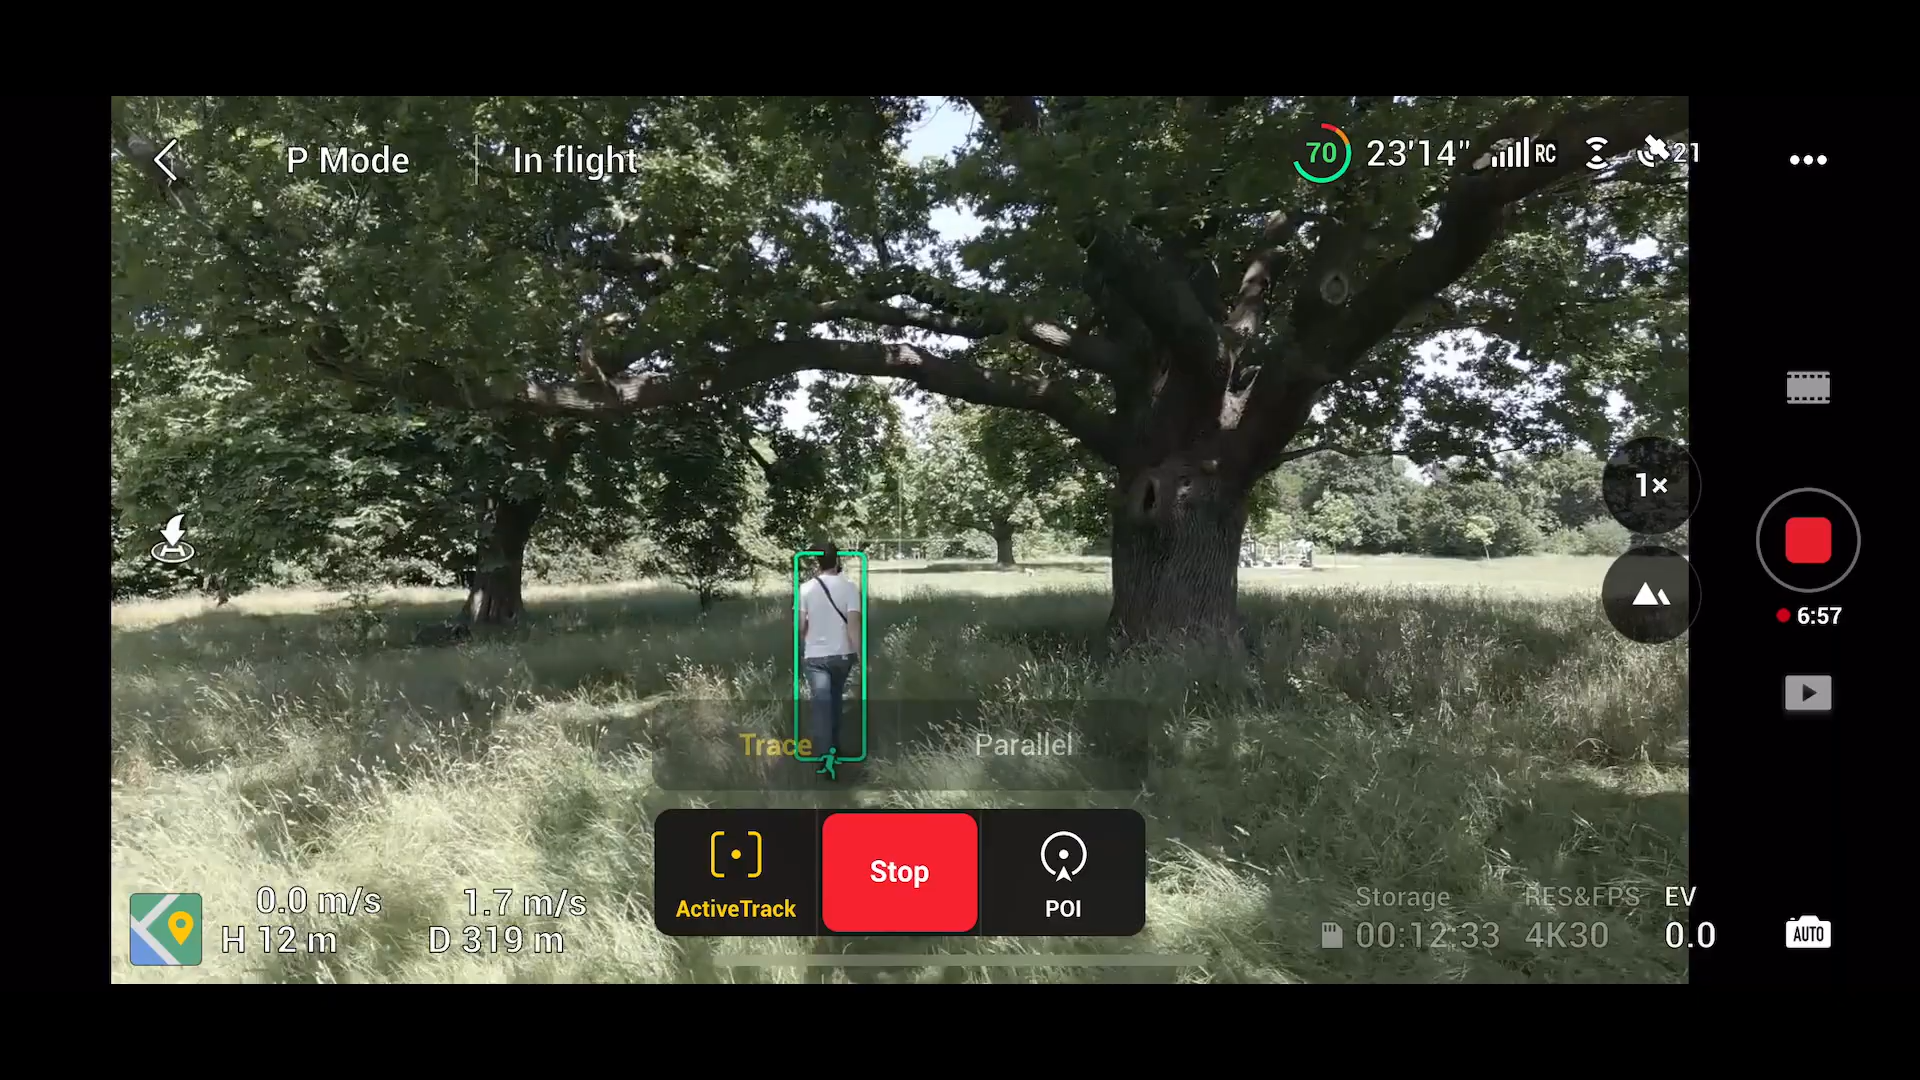 P Mode
In flight
70
23'14"
RC
21
1×
6:57
Trace
Parallel
ActiveTrack
Stop
POI
0.0 m/s
1.7 m/s
H 12 m
D 319 m
Storage
RES&FPS
EV
00:12:33
4K30
0.0
AUTO